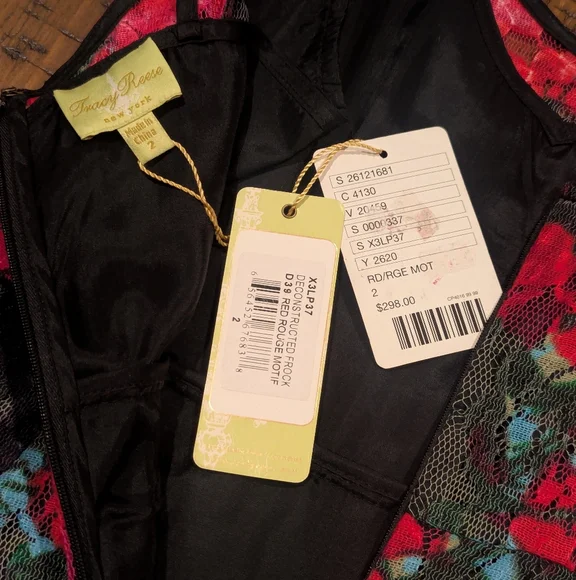 Tracy Reese
new york
Made in
China
2
S 26121681
C 4130
V 20459
S 0000337
S X3LP37
Y 2620
RD/RGE MOT
2
$298.00
X3LP37
DECONSTRUCTED FROCK
D39 RED ROUGE MOTIF
2